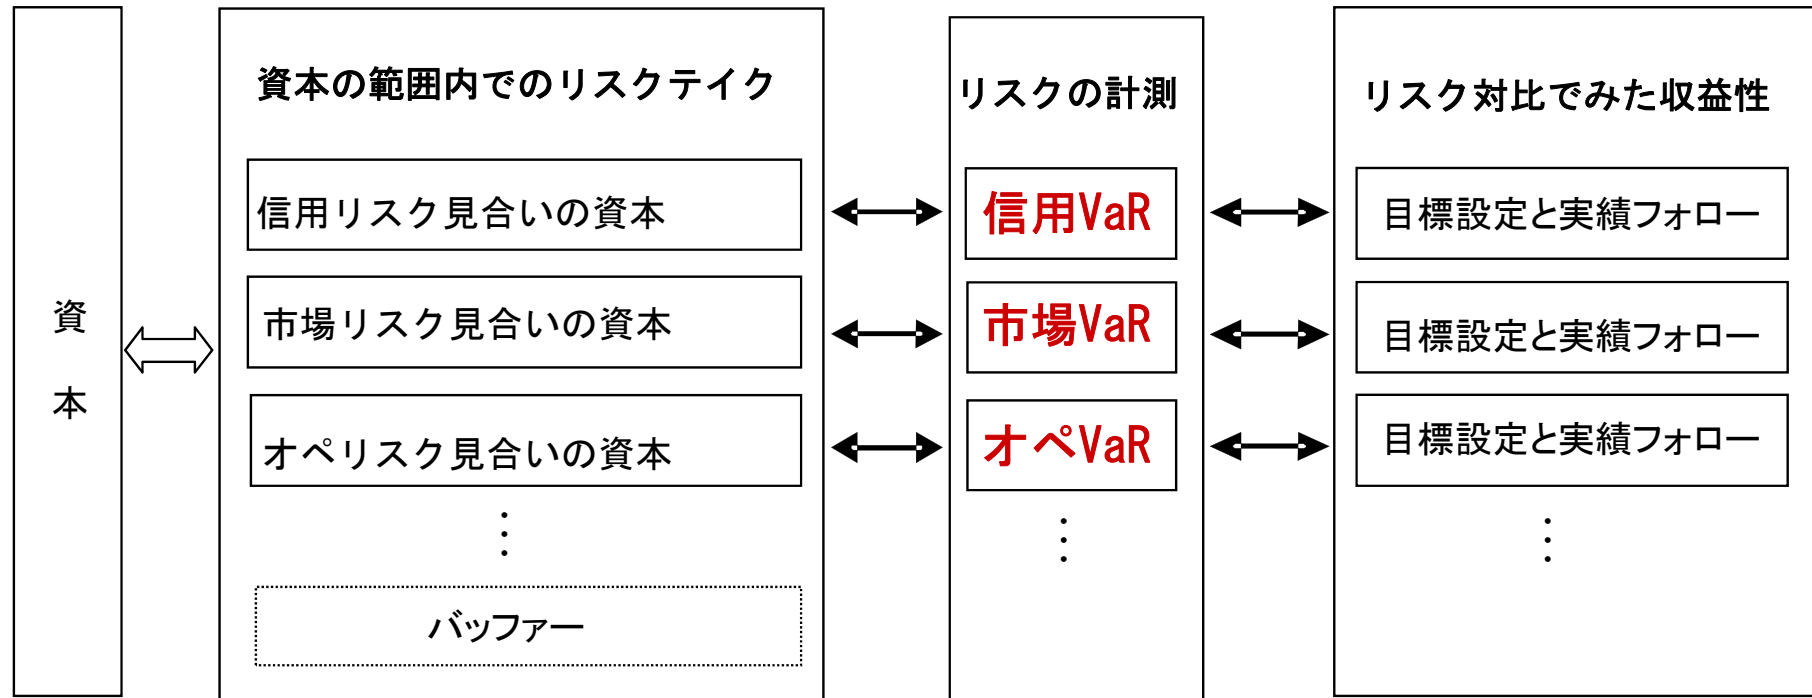 資本
資本の範囲内でのリスクテイク
信用リスク見合いの資本
市場リスク見合いの資本
オペリスク見合いの資本
⋮
バッファー
リスクの計測
信用VaR
市場VaR
オペVaR
⋮
リスク対比でみた収益性
目標設定と実績フォロー
目標設定と実績フォロー
目標設定と実績フォロー
⋮